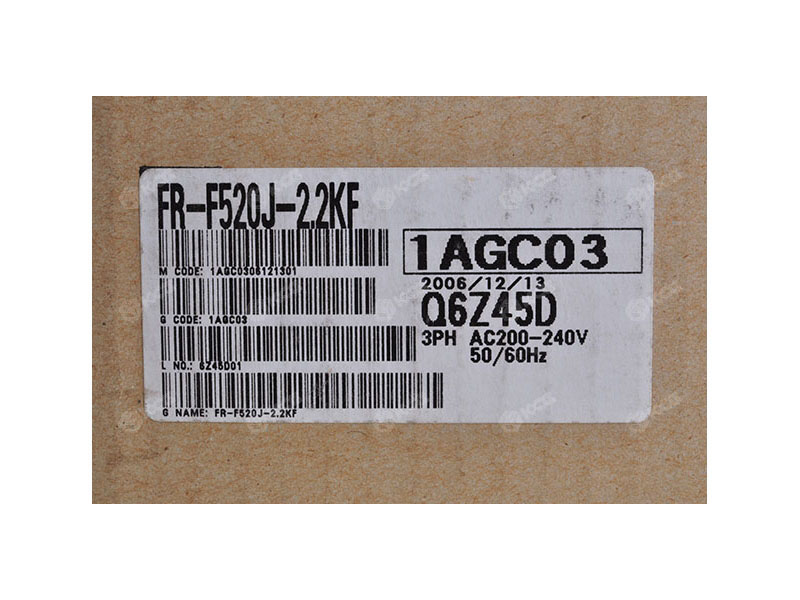 FR-F520J-2.2KF
M CODE: 1AGC0306121301
G CODE: 1AGC03
L NO.: 6Z45D01
G NAME: FR-F520J-2.2KF
1AGC03
2006/12/13
Q6Z45D
3PH AC200-240V
50/60Hz